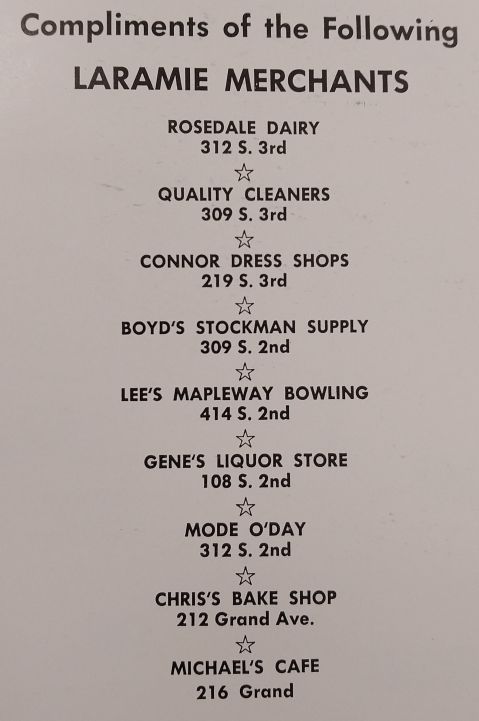 Compliments of the Following
LARAMIE MERCHANTS
ROSEDALE DAIRY
312 S. 3rd
QUALITY CLEANERS
309 S. 3rd
CONNOR DRESS SHOPS
219 S. 3rd
BOYD'S STOCKMAN SUPPLY
309 S. 2nd
LEE'S MAPLEWAY BOWLING
414 S. 2nd
GENE'S LIQUOR STORE
108 S. 2nd
MODE O'DAY
312 S. 2nd
CHRIS'S BAKE SHOP
212 Grand Ave.
MICHAEL'S CAFE
216 Grand